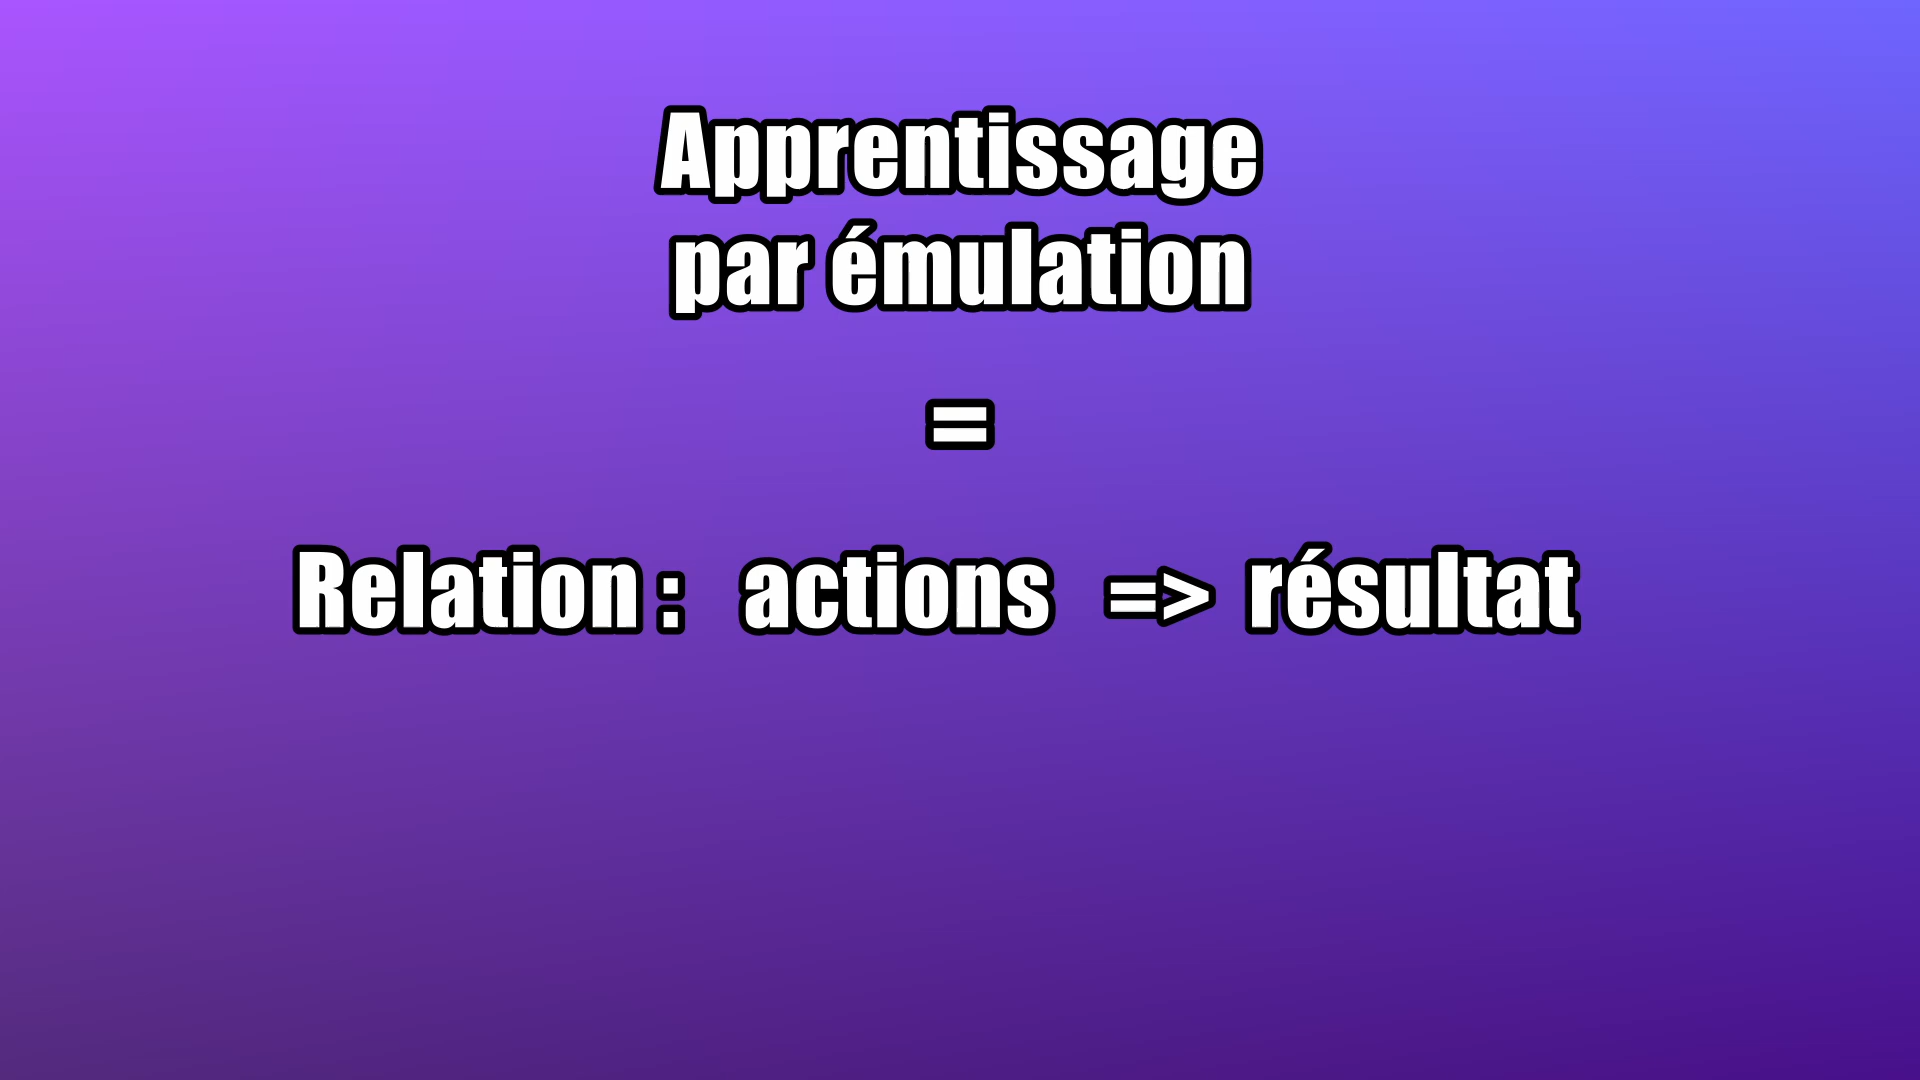 Apprentissage
par émulation
=
Relation : actions => résultat